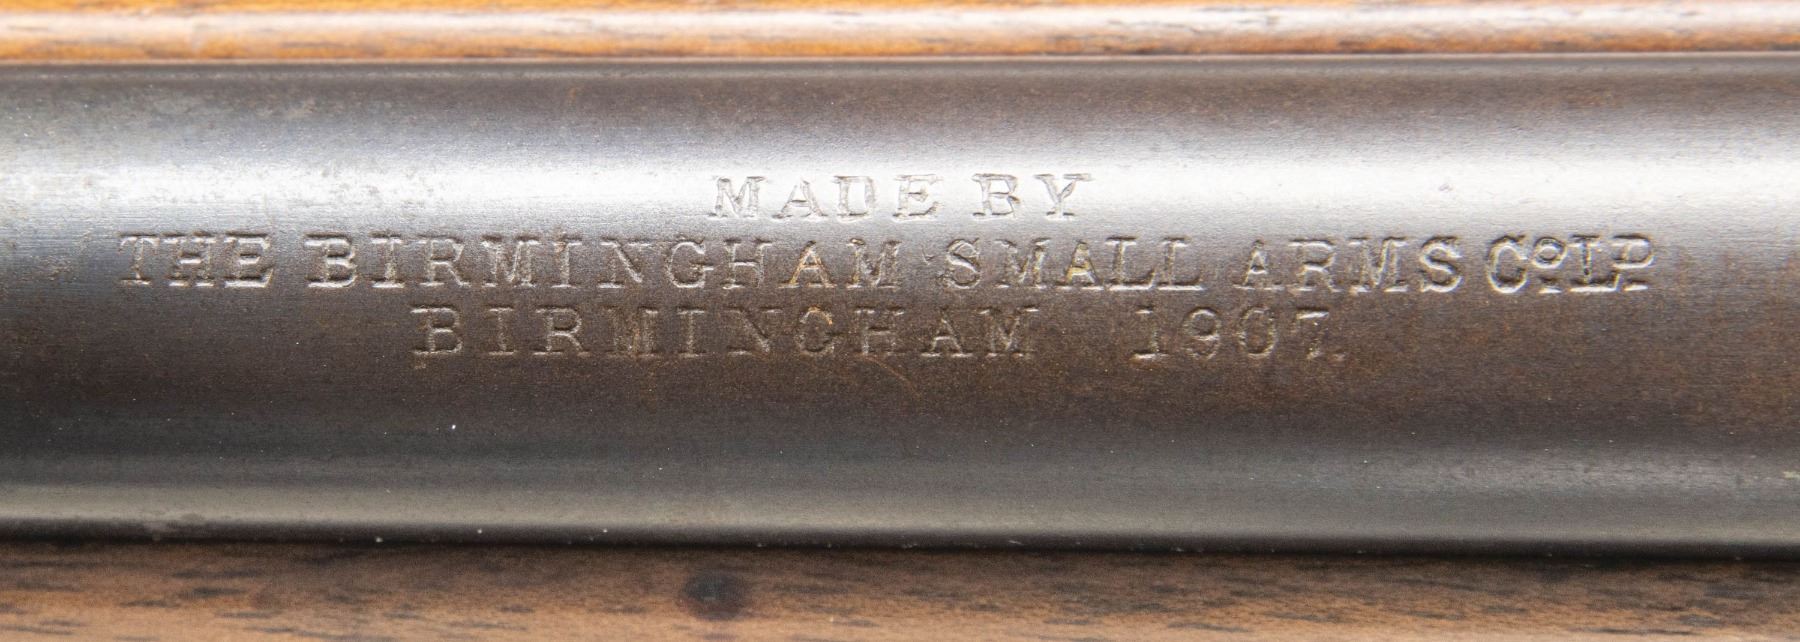 MADE BY
THE BIRMINGHAM SMALL ARMS Cº LD
BIRMINGHAM 1907.